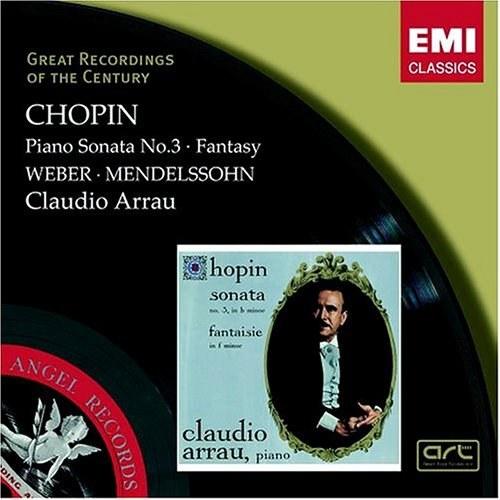 GREAT RECORDINGS
OF THE CENTURY
EMI
CLASSICS
CHOPIN
Piano Sonata No.3 · Fantasy
WEBER · MENDELSSOHN
Claudio Arrau
hopin
sonata
no. 3, in b minor
fantaisie
in f minor
claudio
arrau, piano
ANGEL RECORDS
art